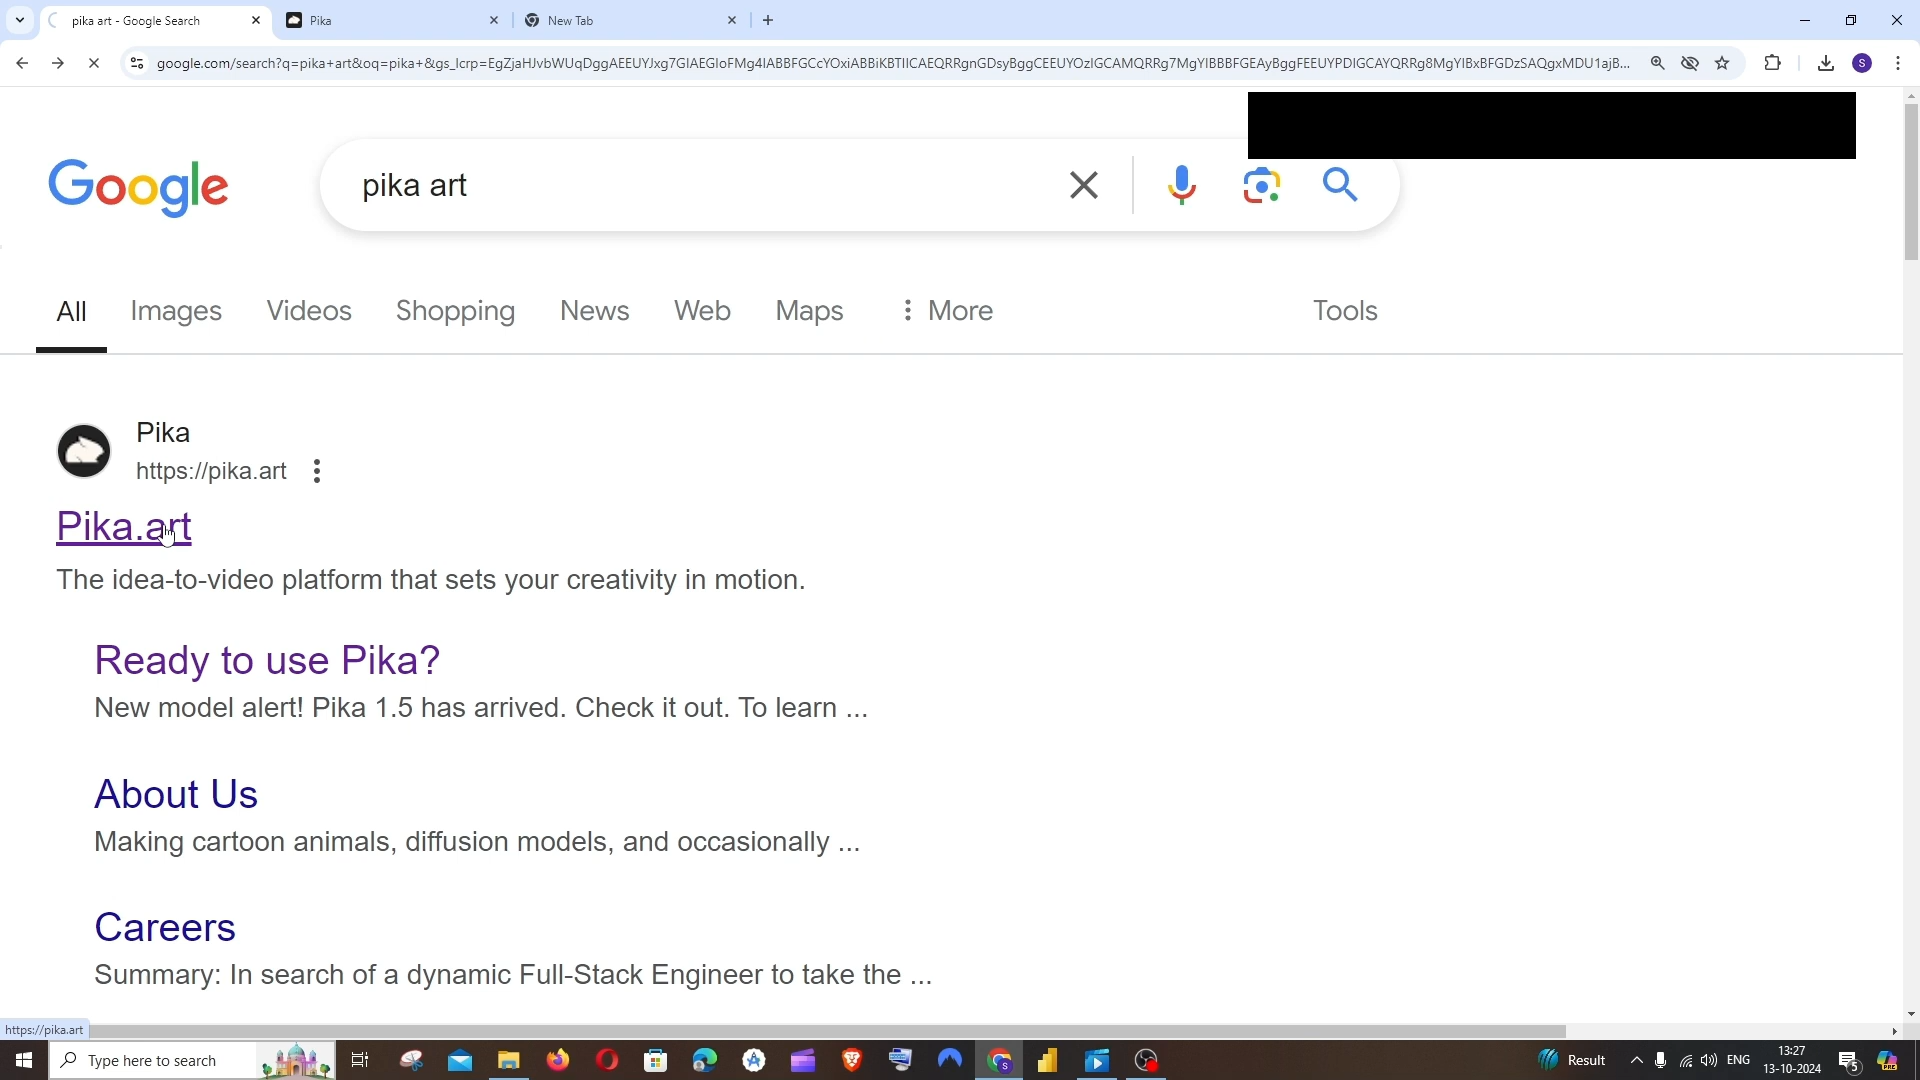 pika art - Google Search
Pika
New Tab
google.com/search?q=pika+art&oq=pika+&gs_lcrp=EgZjaHJvbWUqDggAEEUYJxg7GIAEGIoFMg4IABBFGCcYOxiABBiKBTIICAEQRRgnGDsyBggCEEUYOzIGCAMQRRg7MgYIBBBFGEAyBggFEEUYPDIGCAYQRRg8MgYIBxBFGDzSAQgxMDU1ajB...
S
Google
pika art
All Images Videos Shopping News Web Maps More Tools
Pika
https://pika.art
Pika.art
The idea-to-video platform that sets your creativity in motion.
Ready to use Pika?
New model alert! Pika 1.5 has arrived. Check it out. To learn ...
About Us
Making cartoon animals, diffusion models, and occasionally ...
Careers
Summary: In search of a dynamic Full-Stack Engineer to take the ...
https://pika.art
Type here to search
Result
ENG
13:27
13-10-2024
5